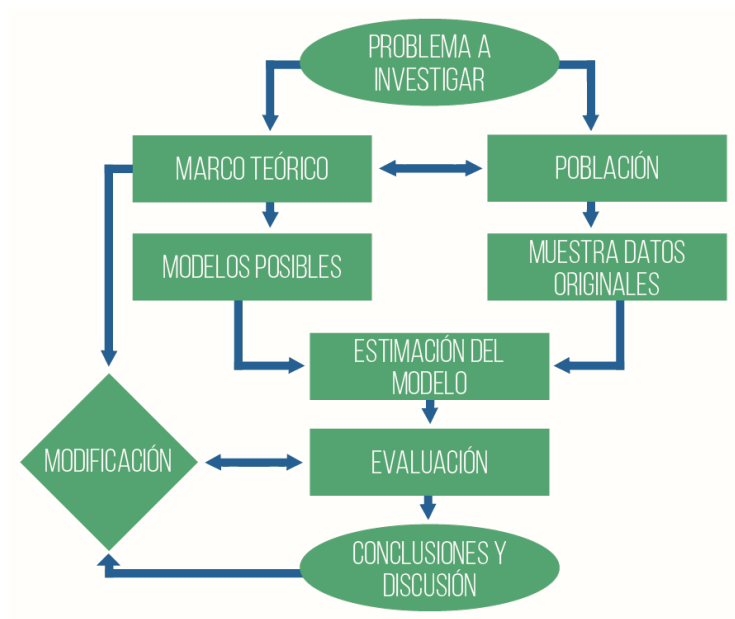 PROBLEMA A
INVESTIGAR
MARCO TEÓRICO
POBLACIÓN
MODELOS POSIBLES
MUESTRA DATOS
ORIGINALES
ESTIMACIÓN DEL
MODELO
MODIFICACIÓN
EVALUACIÓN
CONCLUSIONES Y
DISCUSIÓN